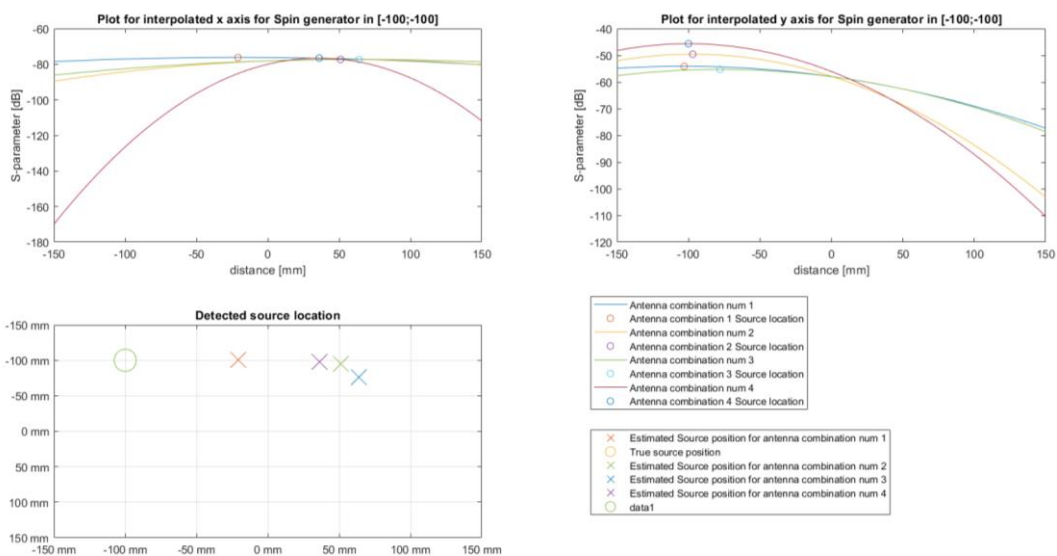 Plot for interpolated x axis for Spin generator in [-100;-100]
S-parameter [dB]
-60
-80
-100
-120
-140
-160
-180
-150 -100 -50 0 50 100 150
distance [mm]
Plot for interpolated y axis for Spin generator in [-100;-100]
S-parameter [dB]
-40
-50
-60
-70
-80
-90
-100
-110
-120
-150 -100 -50 0 50 100 150
distance [mm]
Detected source location
-150 mm
-100 mm
-50 mm
0 mm
50 mm
100 mm
150 mm
-150 mm -100 mm -50 mm 0 mm 50 mm 100 mm 150 mm
Antenna combination num 1
Antenna combination 1 Source location
Antenna combination num 2
Antenna combination 2 Source location
Antenna combination num 3
Antenna combination 3 Source location
Antenna combination num 4
Antenna combination 4 Source location
Estimated Source position for antenna combination num 1
True source position
Estimated Source position for antenna combination num 2
Estimated Source position for antenna combination num 3
Estimated Source position for antenna combination num 4
data1